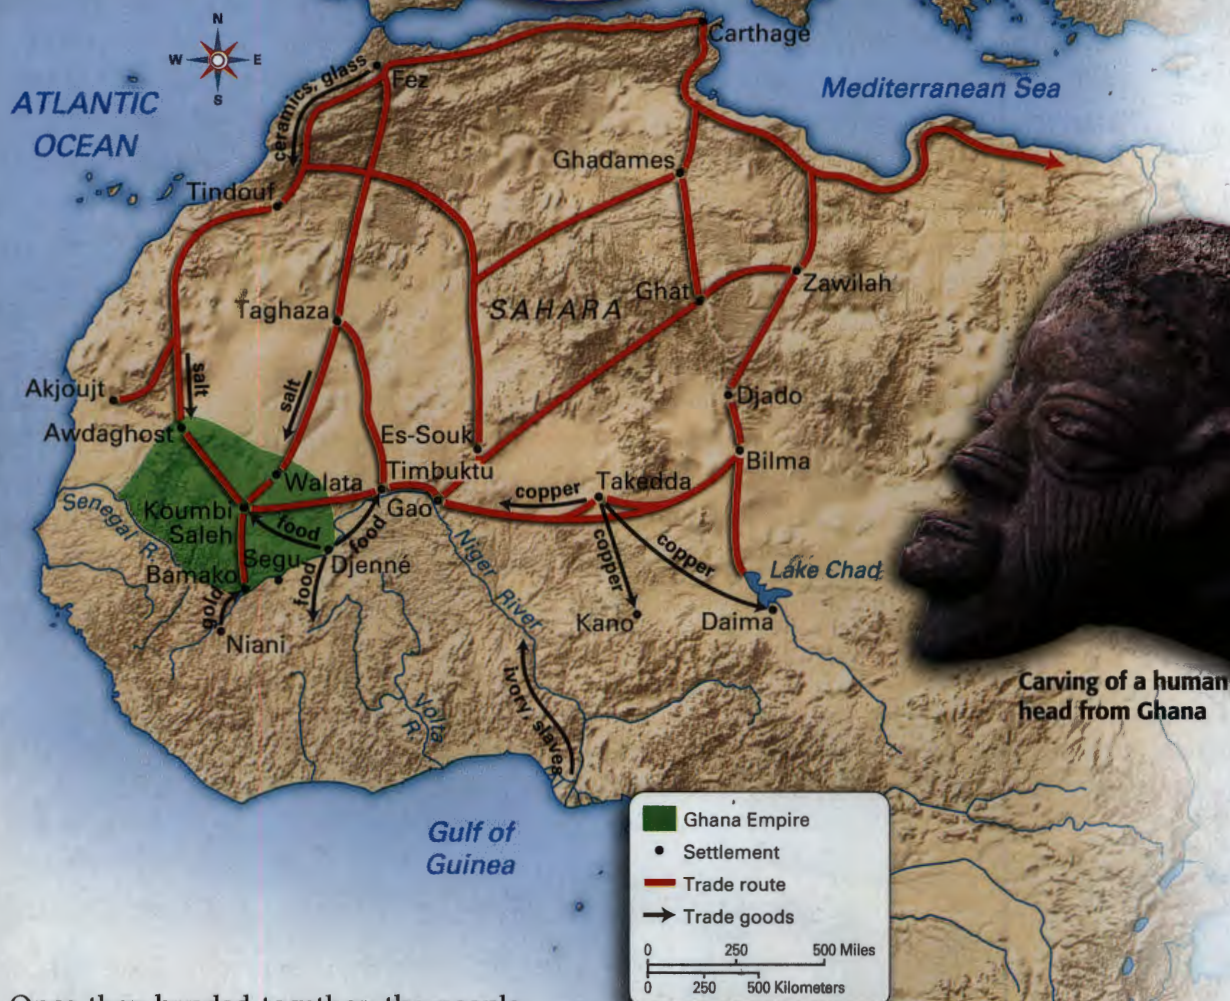 N
W
E
S
Carthage
Fez
ceramics, glass
Mediterranean Sea
ATLANTIC
OCEAN
Ghadames
Tindouf
SAHARA
Ghat
Zawilah
Taghaza
salt
salt
Akjoujt
Djado
Awdaghost
Es-Souk
Bilma
Walata
Timbuktu
copper
Takedda
Senegal R.
Koumbi
Saleh
Gao
food
food
Segu
Djenné
copper
copper
Niger
River
Lake Chad
Bamako
food
gold
Kano
Daima
Niani
Carving of a human
head from Ghana
ivory, slaves
Volta
R.
Gulf of
Guinea
Ghana Empire
Settlement
Trade route
Trade goods
0 250 500 Miles
0 250 500 Kilometers